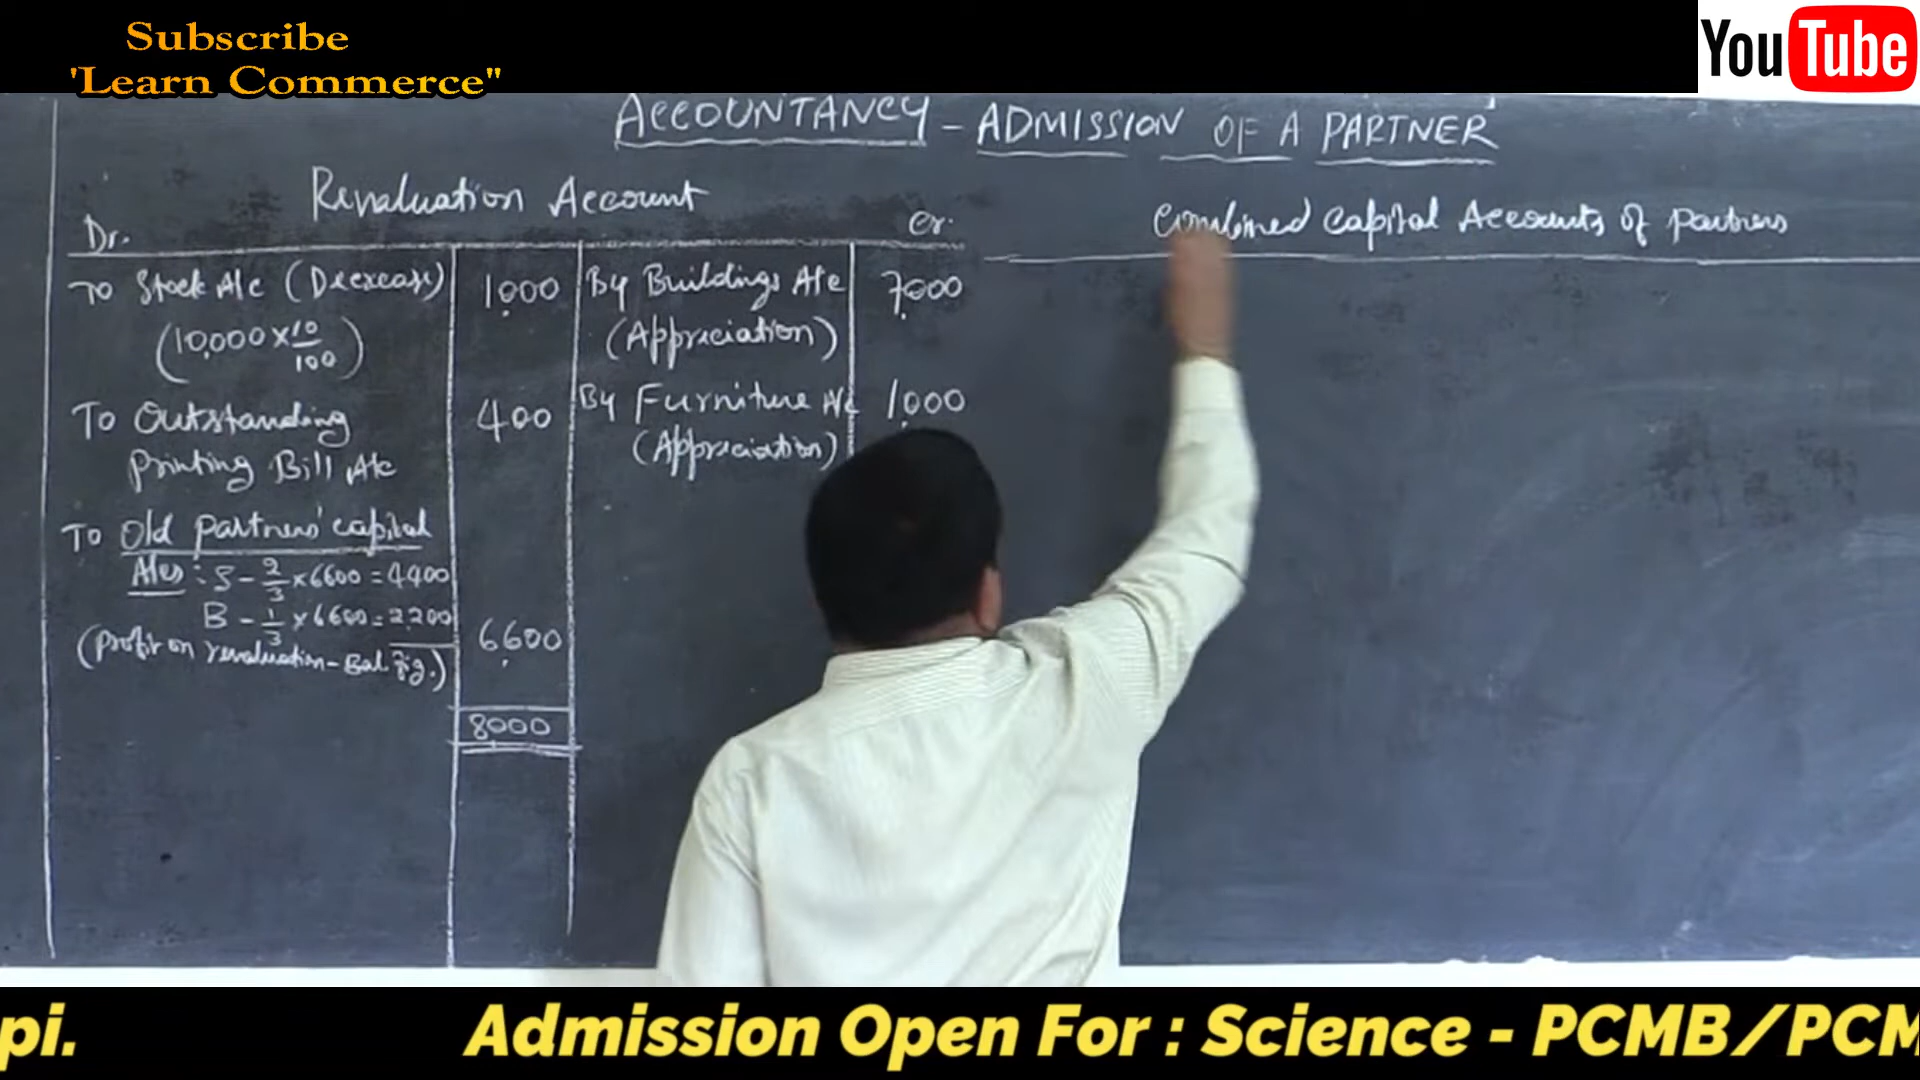 Subscribe
'Learn Commerce"
YouTube
ACCOUNTANCY - ADMISSION OF A PARTNER
Revaluation Account
Dr.
Cr.
To Stock A/c (Decrease) 1000 By Buildings A/c 7000
(10,000 × 10/100) (Appreciation)
To Outstanding 400 By Furniture A/c 1000
Printing Bill A/c (Appreciation)
To Old partners' capital
A/cs : S - 2/3 × 6600 = 4400
B - 1/3 × 6600 = 2200
(Profit on revaluation - Bal. fig.) 6600
8000
Combined Capital Accounts of partners
pi. Admission Open For : Science - PCMB/PCM